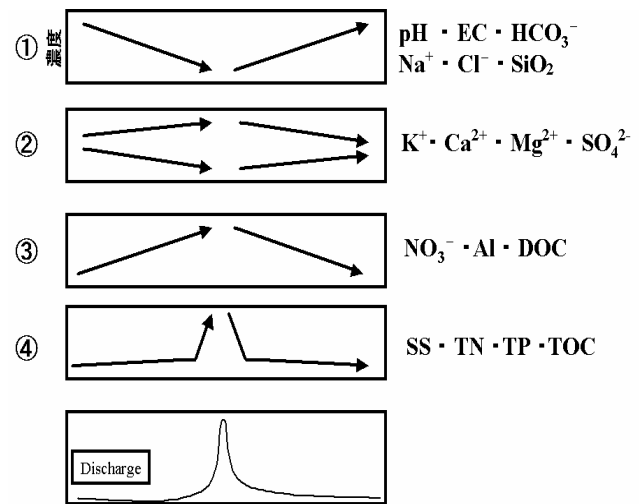 ① 濃度 pH · EC · HCO₃⁻
Na⁺ · Cl⁻ · SiO₂
② K⁺ · Ca²⁺ · Mg²⁺ · SO₄²⁻
③ NO₃⁻ · Al · DOC
④ SS · TN · TP · TOC
Discharge